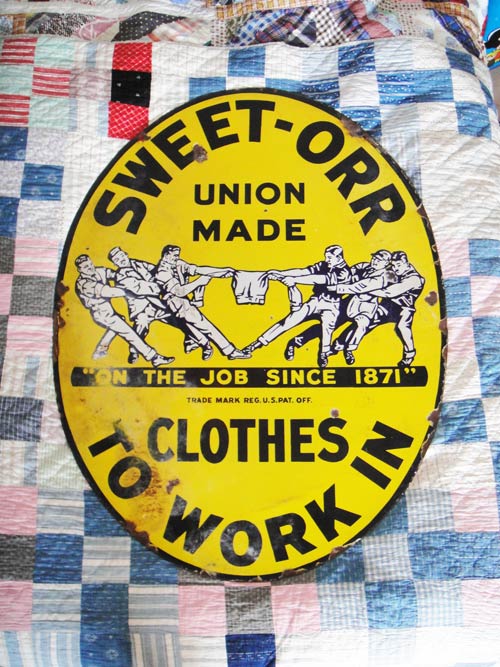 SWEET-ORR
UNION
MADE
"ON THE JOB SINCE 1871"
TRADE MARK REG. U.S. PAT. OFF.
CLOTHES
TO WORK IN